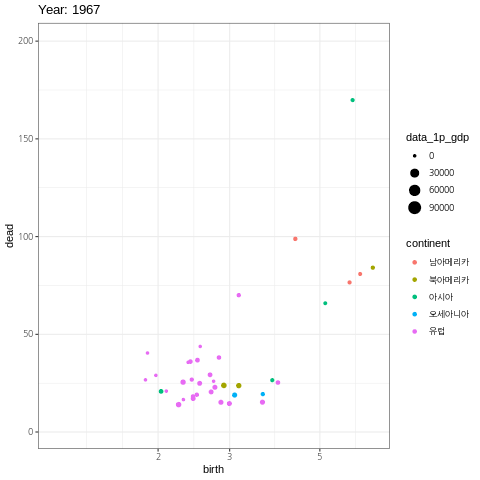 Year: 1967
200
150
100
50
0
dead
2
3
5
birth
data_1p_gdp
0
30000
60000
90000
continent
남아메리카
북아메리카
아시아
오세아니아
유럽